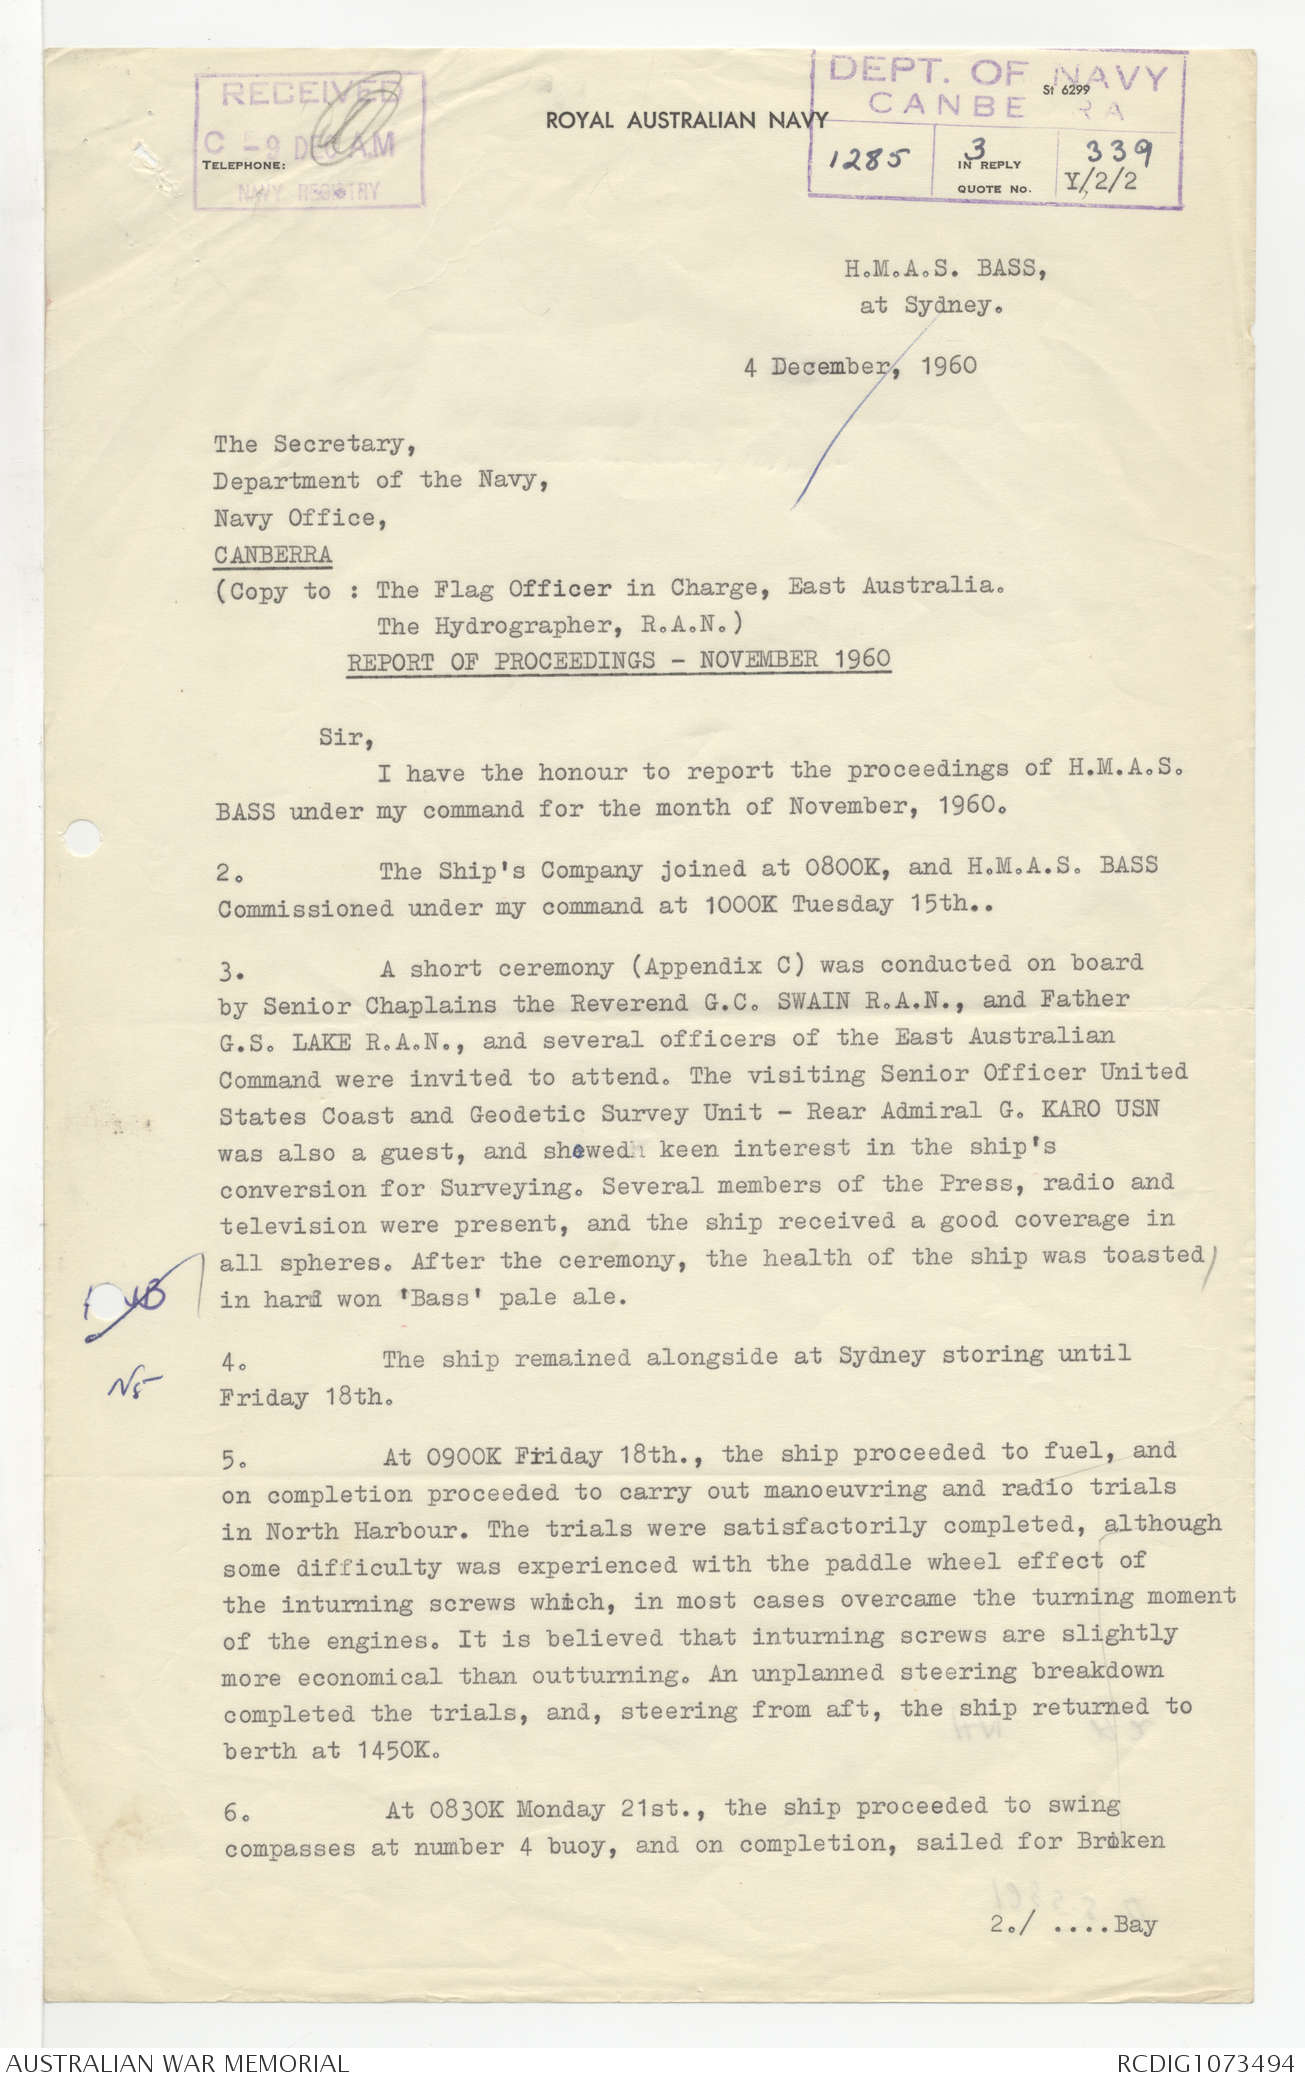 RECEIVED
C - 9 DEC AM
NAVY REGISTRY
TELEPHONE:
ROYAL AUSTRALIAN NAVY
DEPT. OF NAVY
CANBE RA
St 6299
1285 3 339
IN REPLY
QUOTE No. Y/2/2
H.M.A.S. BASS,
at Sydney.
4 December, 1960
The Secretary,
Department of the Navy,
Navy Office,
CANBERRA
(Copy to : The Flag Officer in Charge, East Australia.
The Hydrographer, R.A.N.)
REPORT OF PROCEEDINGS - NOVEMBER 1960
Sir,
I have the honour to report the proceedings of H.M.A.S.
BASS under my command for the month of November, 1960.
2. The Ship's Company joined at 0800K, and H.M.A.S. BASS
Commissioned under my command at 1000K Tuesday 15th..
3. A short ceremony (Appendix C) was conducted on board
by Senior Chaplains the Reverend G.C. SWAIN R.A.N., and Father
G.S. LAKE R.A.N., and several officers of the East Australian
Command were invited to attend. The visiting Senior Officer United
States Coast and Geodetic Survey Unit - Rear Admiral G. KARO USN
was also a guest, and showed keen interest in the ship's
conversion for Surveying. Several members of the Press, radio and
television were present, and the ship received a good coverage in
all spheres. After the ceremony, the health of the ship was toasted
in hard won 'Bass' pale ale.
4. The ship remained alongside at Sydney storing until
Friday 18th.
5. At 0900K Friday 18th., the ship proceeded to fuel, and
on completion proceeded to carry out manoeuvring and radio trials
in North Harbour. The trials were satisfactorily completed, although
some difficulty was experienced with the paddle wheel effect of
the inturning screws which, in most cases overcame the turning moment
of the engines. It is believed that inturning screws are slightly
more economical than outturning. An unplanned steering breakdown
completed the trials, and, steering from aft, the ship returned to
berth at 1450K.
6. At 0830K Monday 21st., the ship proceeded to swing
compasses at number 4 buoy, and on completion, sailed for Broken
2./ ....Bay
AUSTRALIAN WAR MEMORIAL
RCDIG1073494